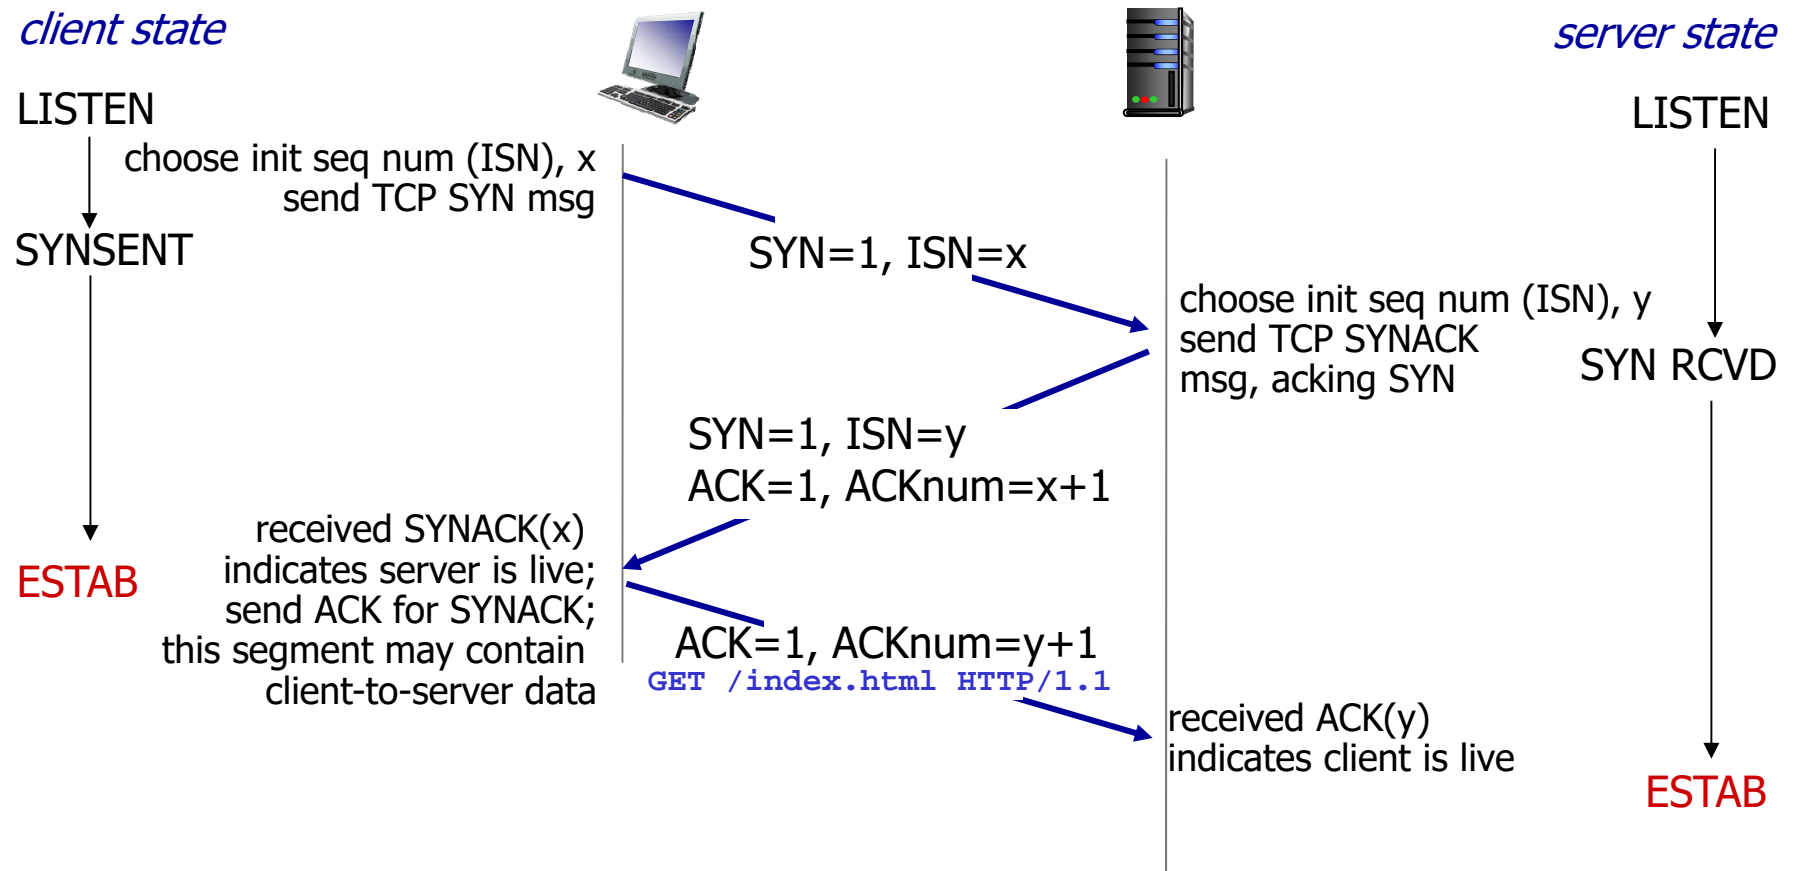 client state
server state
LISTEN
LISTEN
choose init seq num (ISN), x
send TCP SYN msg
SYNSENT
SYN=1, ISN=x
choose init seq num (ISN), y
send TCP SYNACK
msg, acking SYN
SYN RCVD
SYN=1, ISN=y
ACK=1, ACKnum=x+1
received SYNACK(x)
indicates server is live;
send ACK for SYNACK;
this segment may contain
client-to-server data
ESTAB
ACK=1, ACKnum=y+1
GET /index.html HTTP/1.1
received ACK(y)
indicates client is live
ESTAB